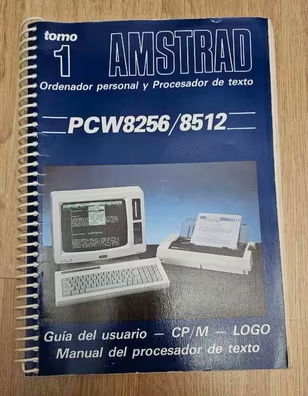 tomo
1
AMSTRAD
Ordenador personal y Procesador de texto
PCW8256/8512
Guía del usuario — CP/M — LOGO
Manual del procesador de texto